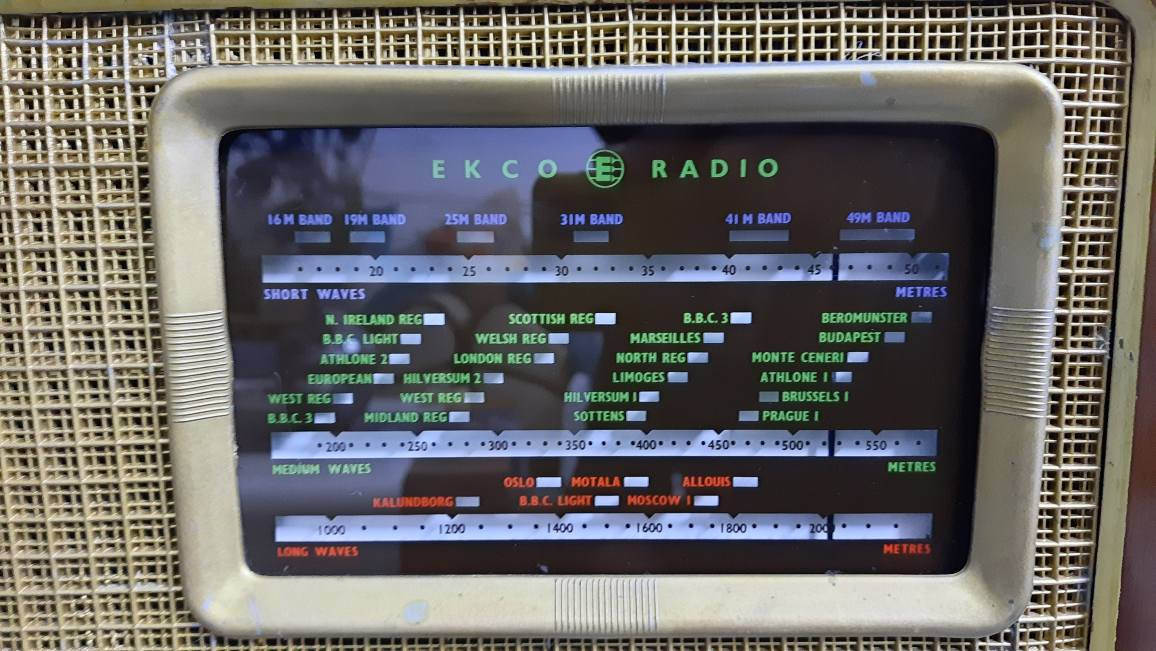 EKCO E RADIO
16M BAND 19M BAND 25M BAND 31M BAND 41M BAND 49M BAND
20 25 30 35 40 45 50
SHORT WAVES METRES
N. IRELAND REG SCOTTISH REG B.B.C. 3 BEROMUNSTER
B.B.C. LIGHT WELSH REG MARSEILLES BUDAPEST
ATHLONE 2 LONDON REG NORTH REG MONTE CENERI
EUROPEAN HILVERSUM 2 LIMOGES ATHLONE 1
WEST REG WEST REG HILVERSUM 1 BRUSSELS 1
B.B.C. 3 MIDLAND REG SOTTENS PRAGUE 1
200 250 300 350 400 450 500 550
MEDIUM WAVES METRES
OSLO MOTALA ALLOUIS
KALUNDBORG B.B.C. LIGHT MOSCOW 1
1000 1200 1400 1600 1800 2000
LONG WAVES METRES